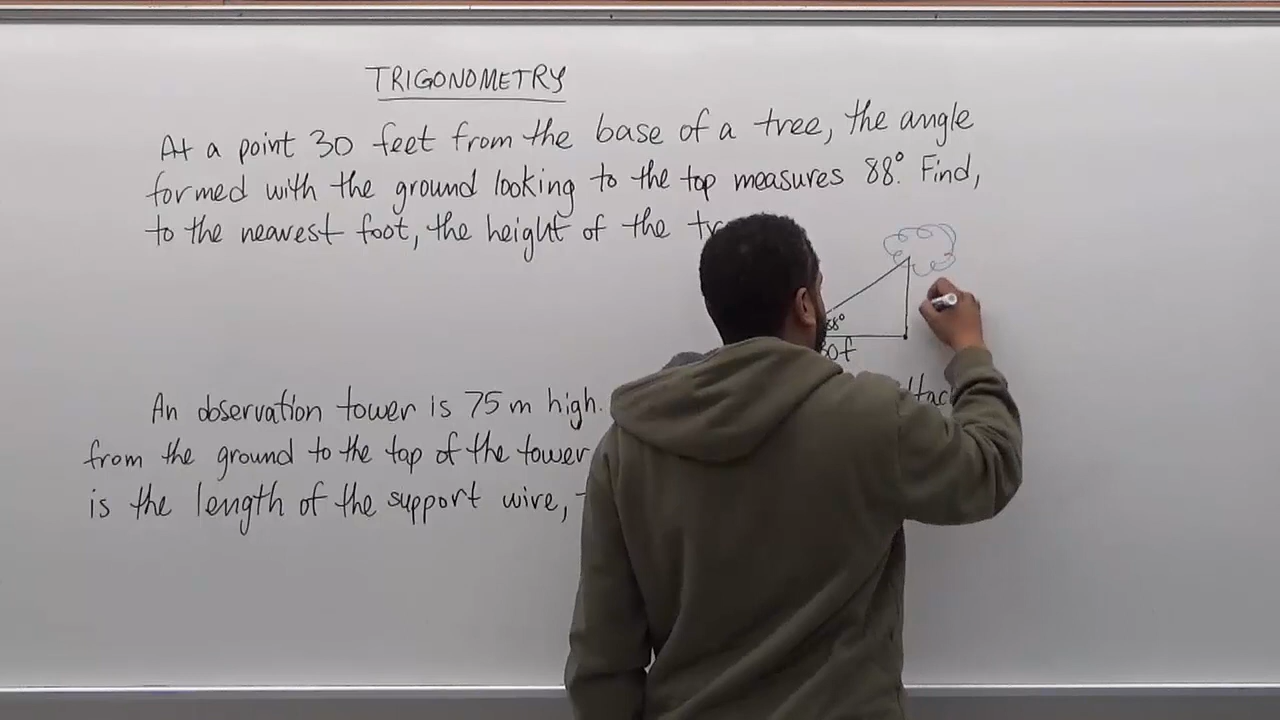 TRIGONOMETRY
At a point 30 feet from the base of a tree, the angle
formed with the ground looking to the top measures 88°. Find,
to the nearest foot, the height of the
88°
An observation tower is 75 m high.
from the ground to the top of the tower
is the length of the support wire,